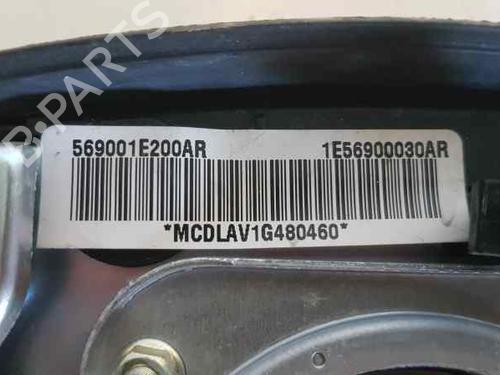 569001E200AR 1E56900030AR
*MCDLAV1G480460*
B-PARTS